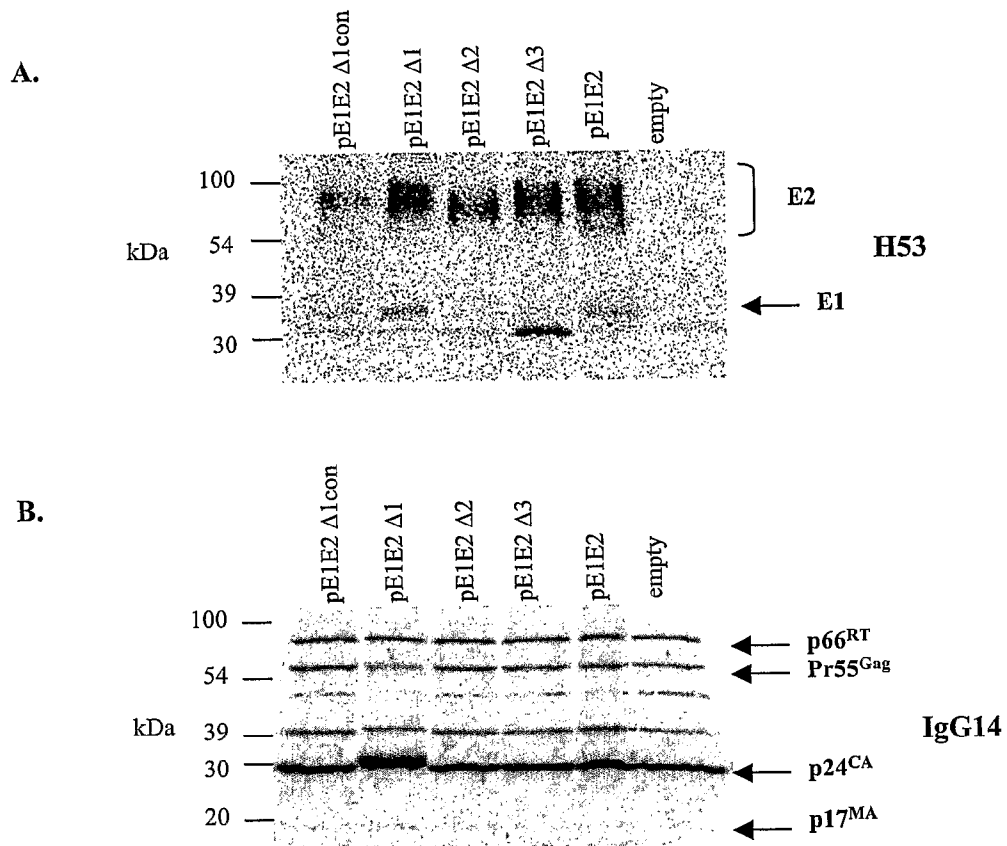 A.
pE1E2 Δ1con
pE1E2 Δ1
pE1E2 Δ2
pE1E2 Δ3
pE1E2
empty
100
54
kDa
39
30
E2
H53
E1
B.
pE1E2 Δ1con
pE1E2 Δ1
pE1E2 Δ2
pE1E2 Δ3
pE1E2
empty
100
54
kDa
39
30
20
p66RT
Pr55Gag
IgG14
p24CA
p17MA